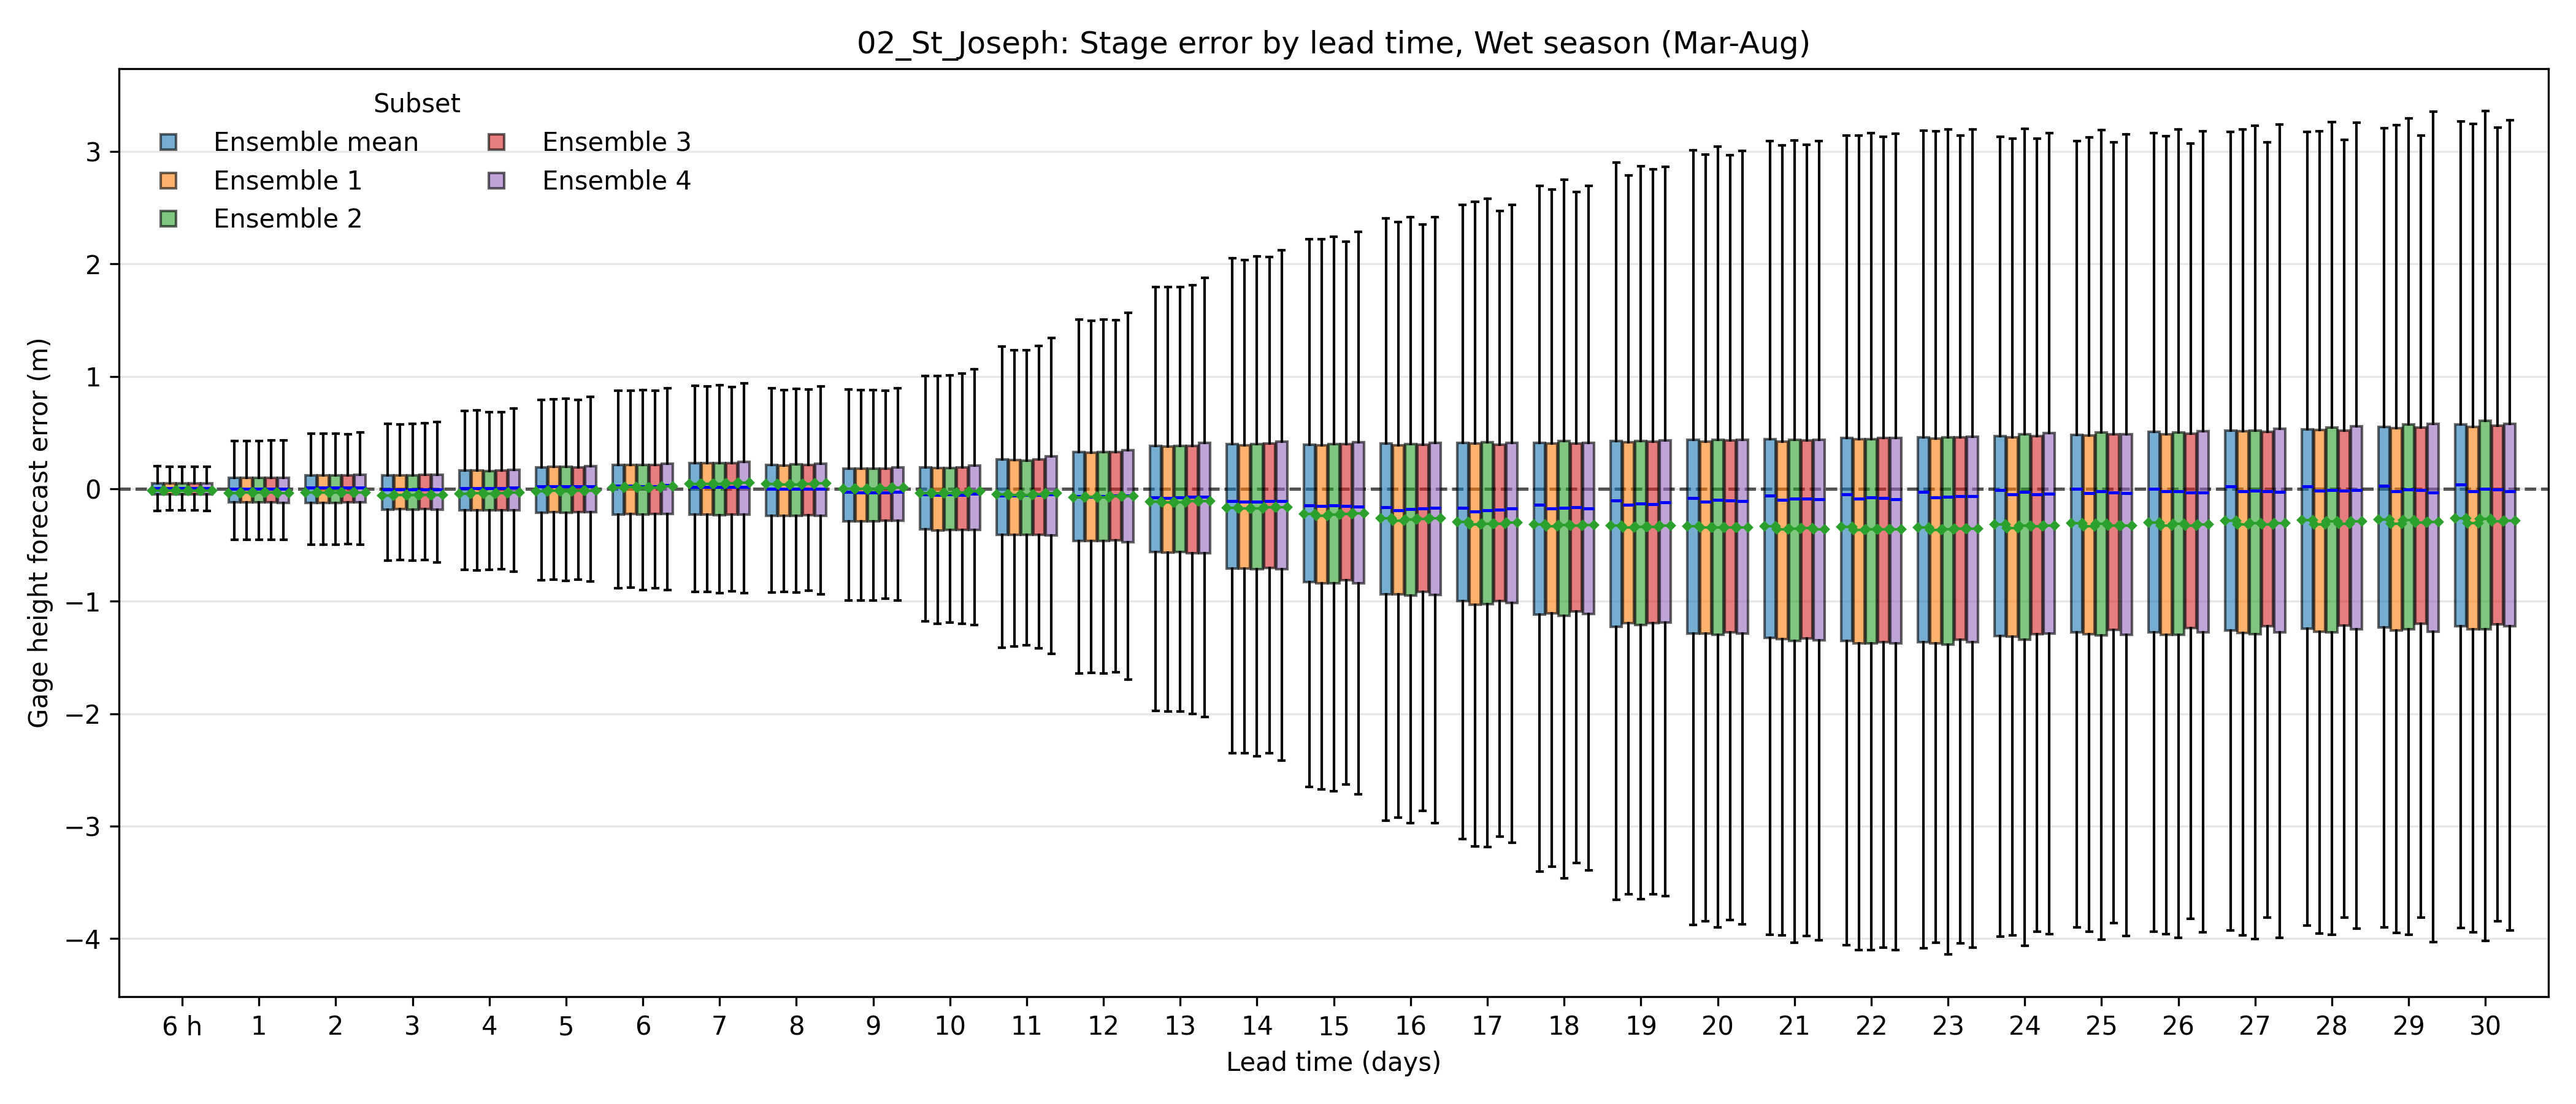 02_St_Joseph: Stage error by lead time, Wet season (Mar-Aug)
Subset
Ensemble mean
Ensemble 1
Ensemble 2
Ensemble 3
Ensemble 4
Gage height forecast error (m)
3
2
1
0
−1
−2
−3
−4
6 h 1 2 3 4 5 6 7 8 9 10 11 12 13 14 15 16 17 18 19 20 21 22 23 24 25 26 27 28 29 30
Lead time (days)